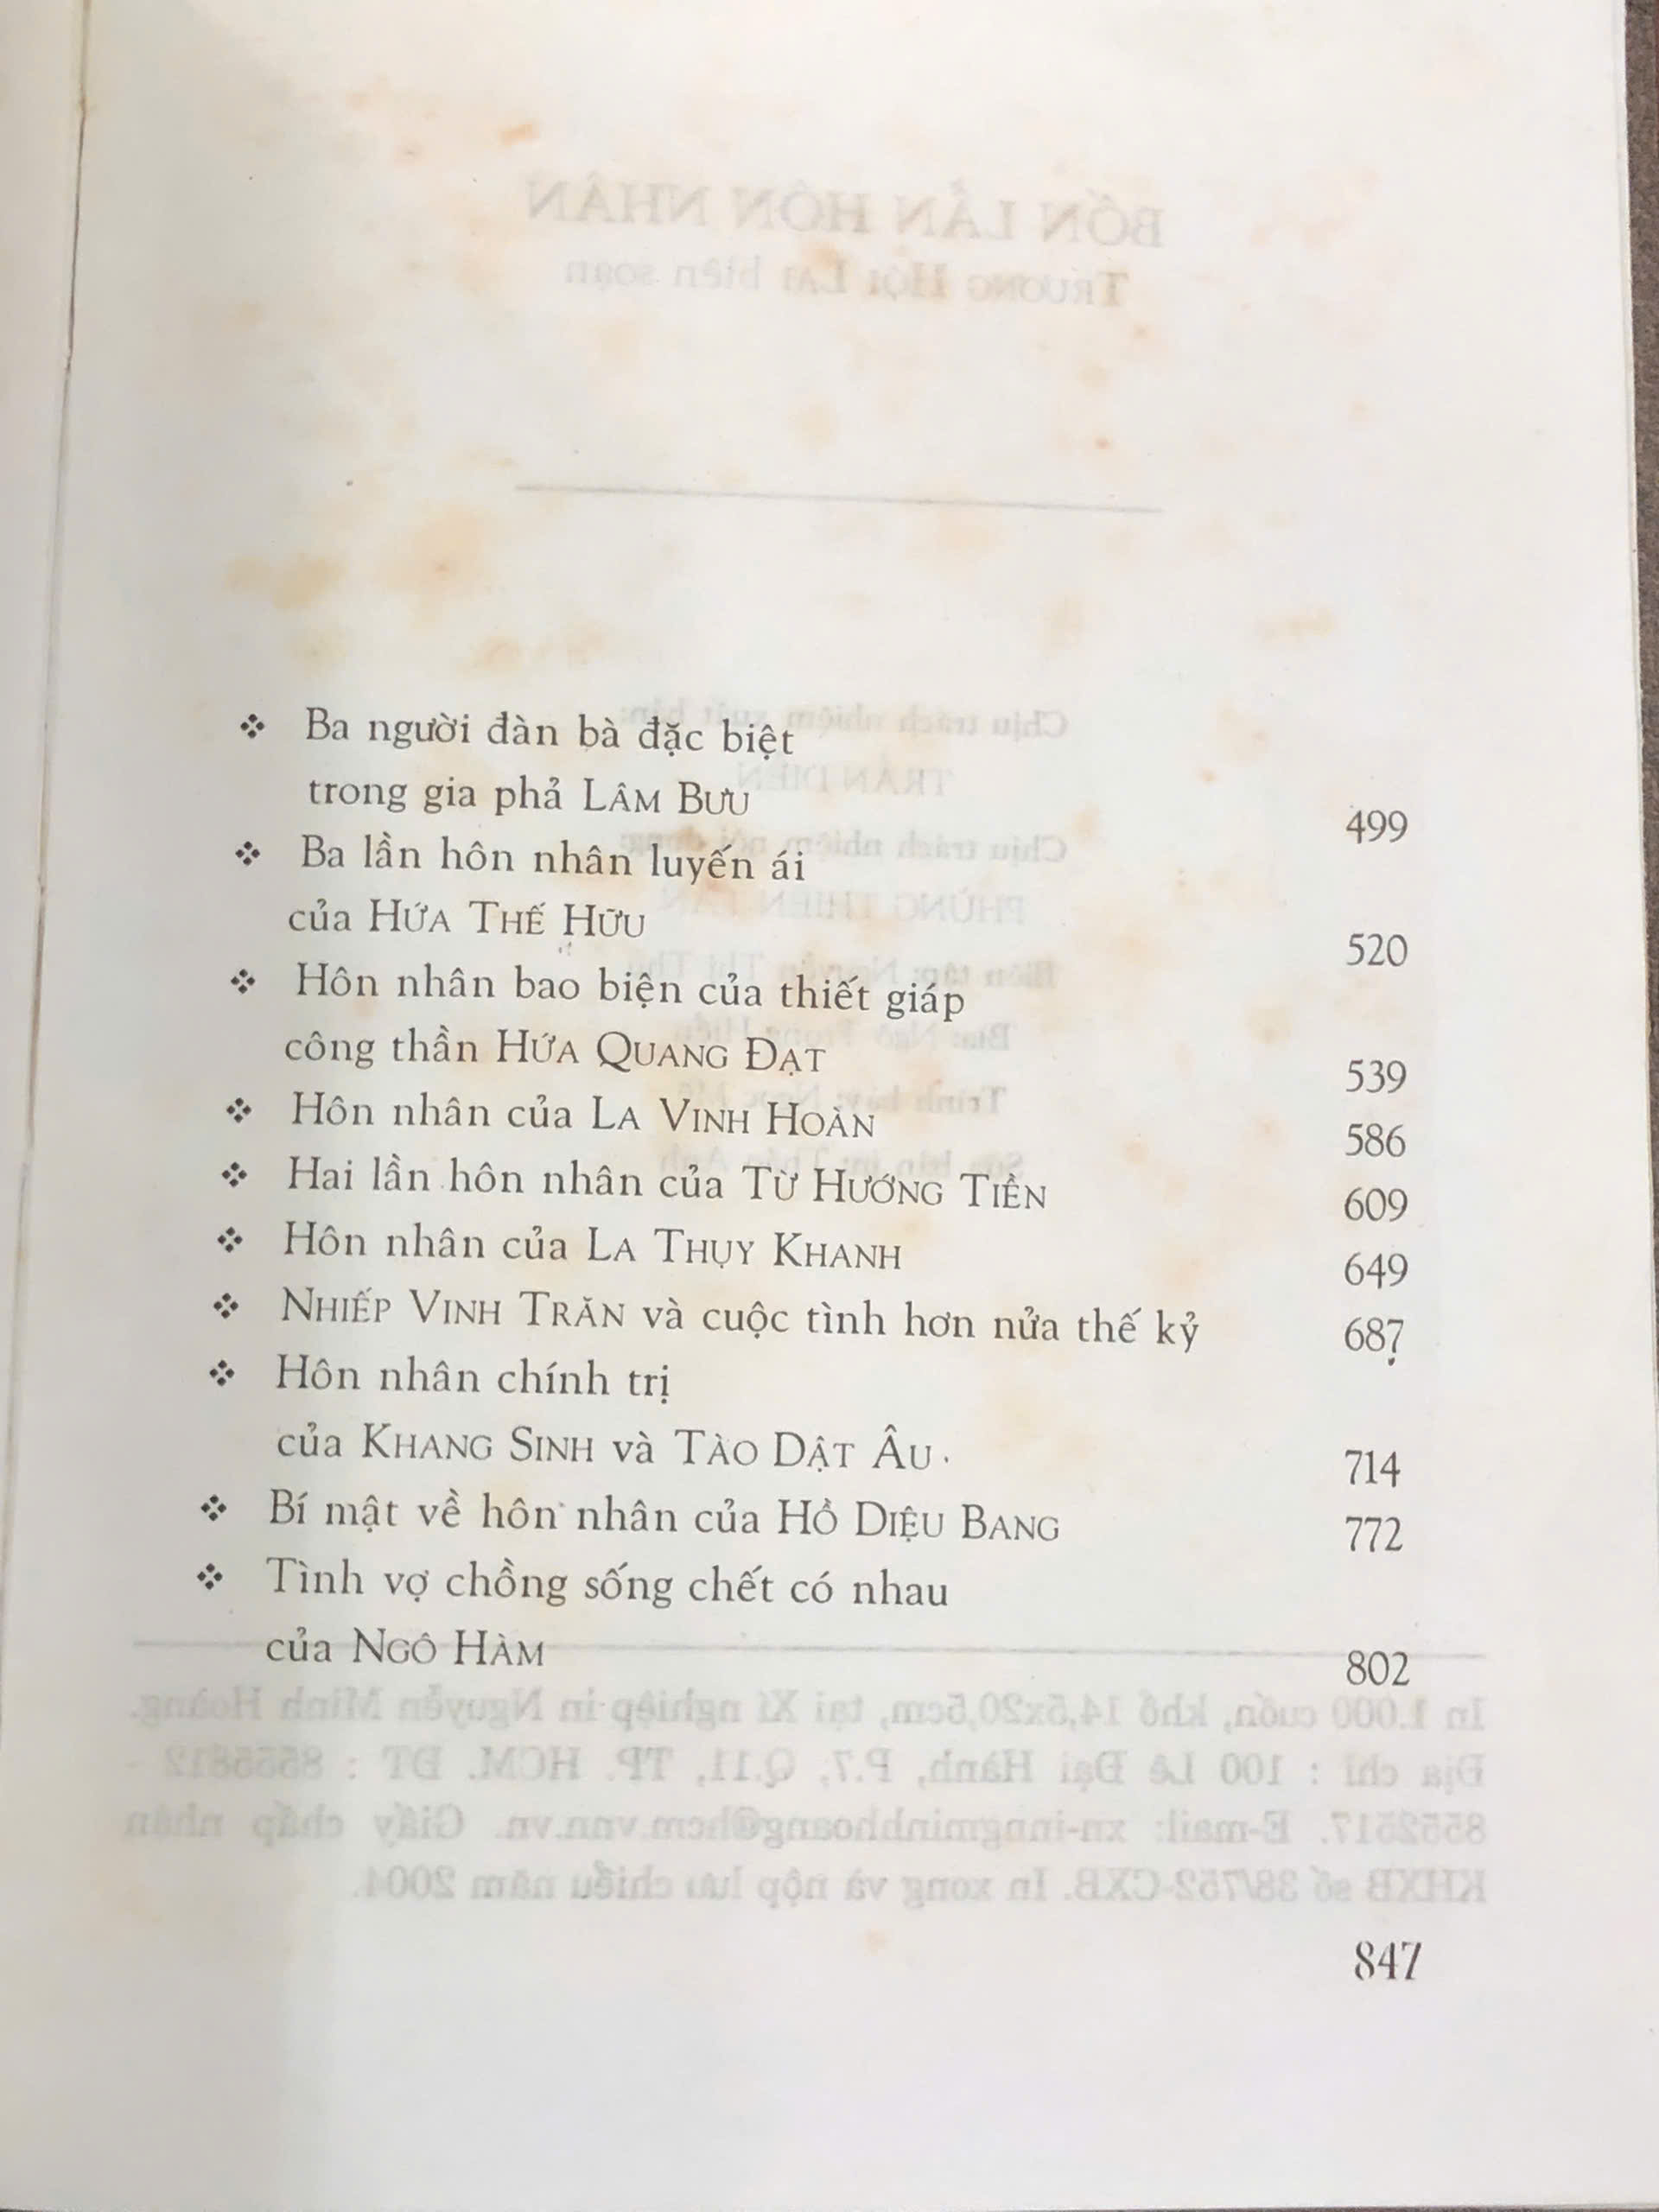 ❖ Ba người đàn bà đặc biệt
trong gia phả LÂM BƯU 499
❖ Ba lần hôn nhân luyến ái
của HỨA THẾ HỮU 520
❖ Hôn nhân bao biện của thiết giáp
công thần HỨA QUANG ĐẠT 539
❖ Hôn nhân của LA VINH HOÀN 586
❖ Hai lần hôn nhân của TỪ HƯỚNG TIỀN 609
❖ Hôn nhân của LA THỤY KHANH 649
❖ NHIẾP VINH TRĂN và cuộc tình hơn nửa thế kỷ 687
❖ Hôn nhân chính trị
của KHANG SINH và TÀO DẬT ÂU 714
❖ Bí mật về hôn nhân của HỒ DIỆU BANG 772
❖ Tình vợ chồng sống chết có nhau
của NGÔ HÀM 802
847